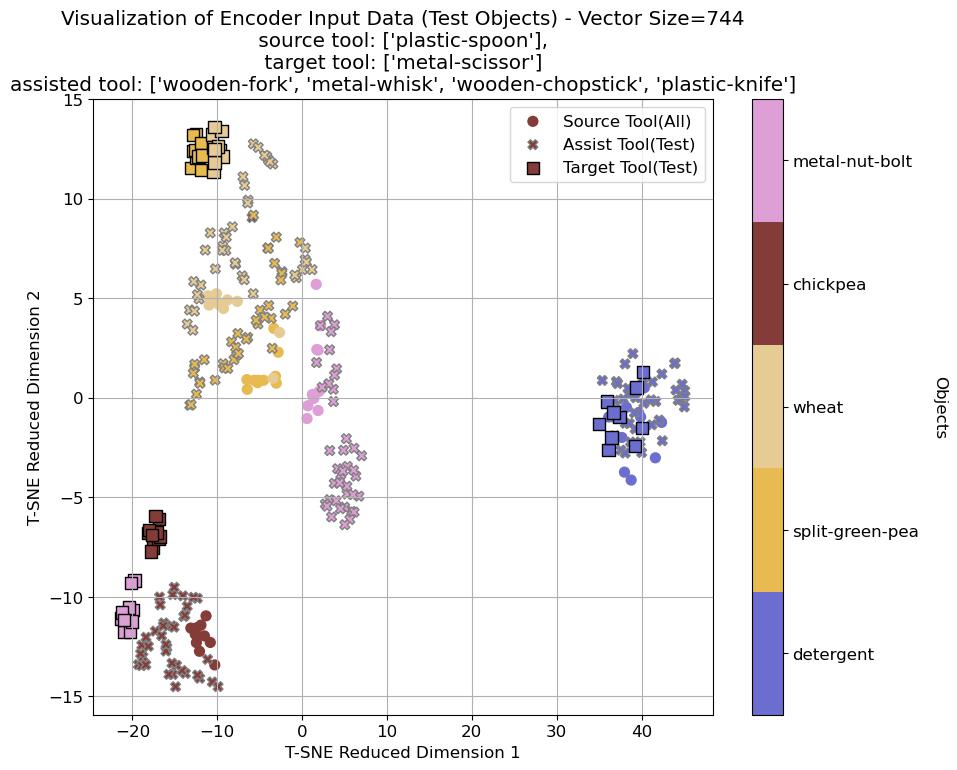 Visualization of Encoder Input Data (Test Objects) - Vector Size=744
source tool: ['plastic-spoon'],
target tool: ['metal-scissor']
assisted tool: ['wooden-fork', 'metal-whisk', 'wooden-chopstick', 'plastic-knife']
15
10
5
0
−5
−10
−15
T-SNE Reduced Dimension 2
−20
−10
0
10
20
30
40
T-SNE Reduced Dimension 1
Source Tool(All)
Assist Tool(Test)
Target Tool(Test)
metal-nut-bolt
chickpea
wheat
split-green-pea
detergent
Objects